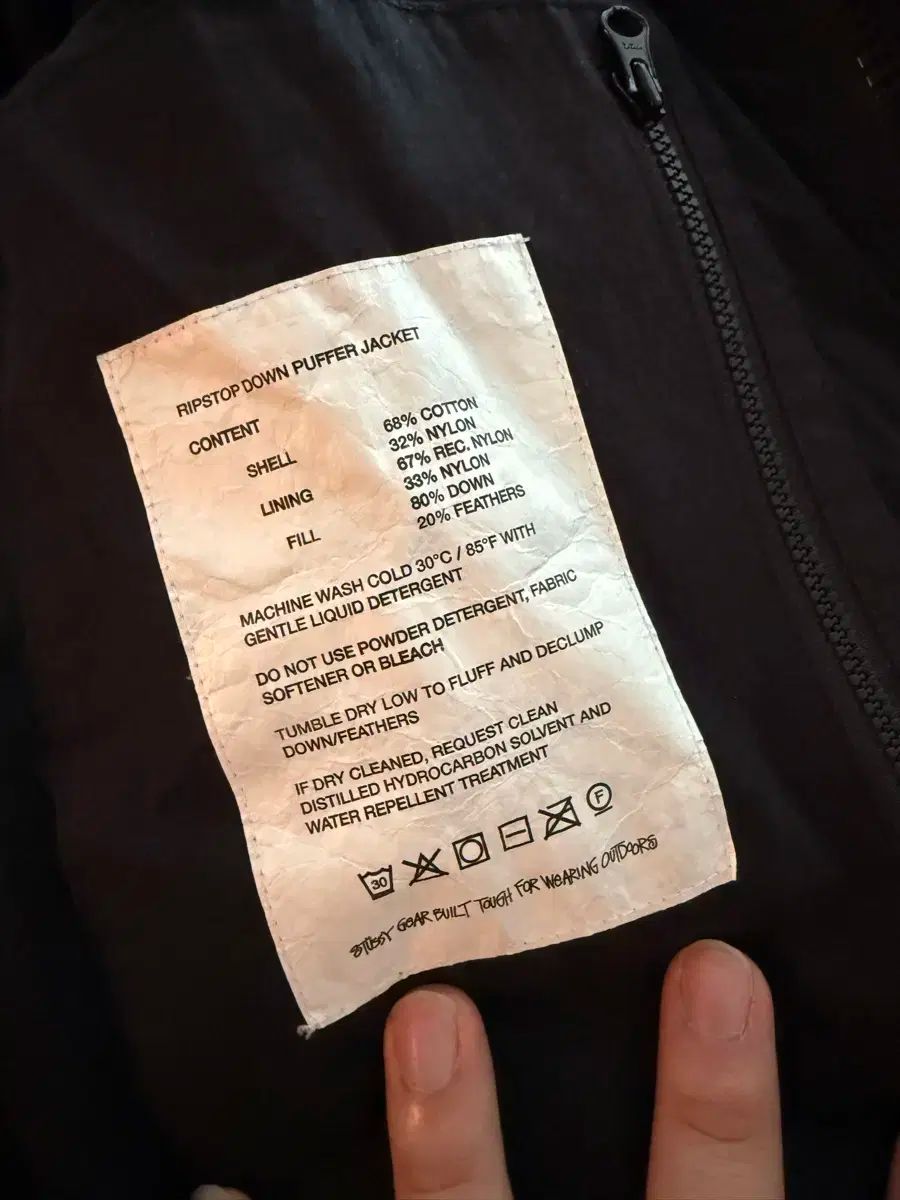 RIPSTOP DOWN PUFFER JACKET
CONTENT
SHELL 68% COTTON
32% NYLON
LINING 67% REC. NYLON
33% NYLON
FILL 80% DOWN
20% FEATHERS
MACHINE WASH COLD 30°C / 85°F WITH
GENTLE LIQUID DETERGENT
DO NOT USE POWDER DETERGENT, FABRIC
SOFTENER OR BLEACH
TUMBLE DRY LOW TO FLUFF AND DECLUMP
DOWN/FEATHERS
IF DRY CLEANED, REQUEST CLEAN
DISTILLED HYDROCARBON SOLVENT AND
WATER REPELLENT TREATMENT
30 F
STÜSSY GEAR BUILT TOUGH FOR WEARING OUTDOORS